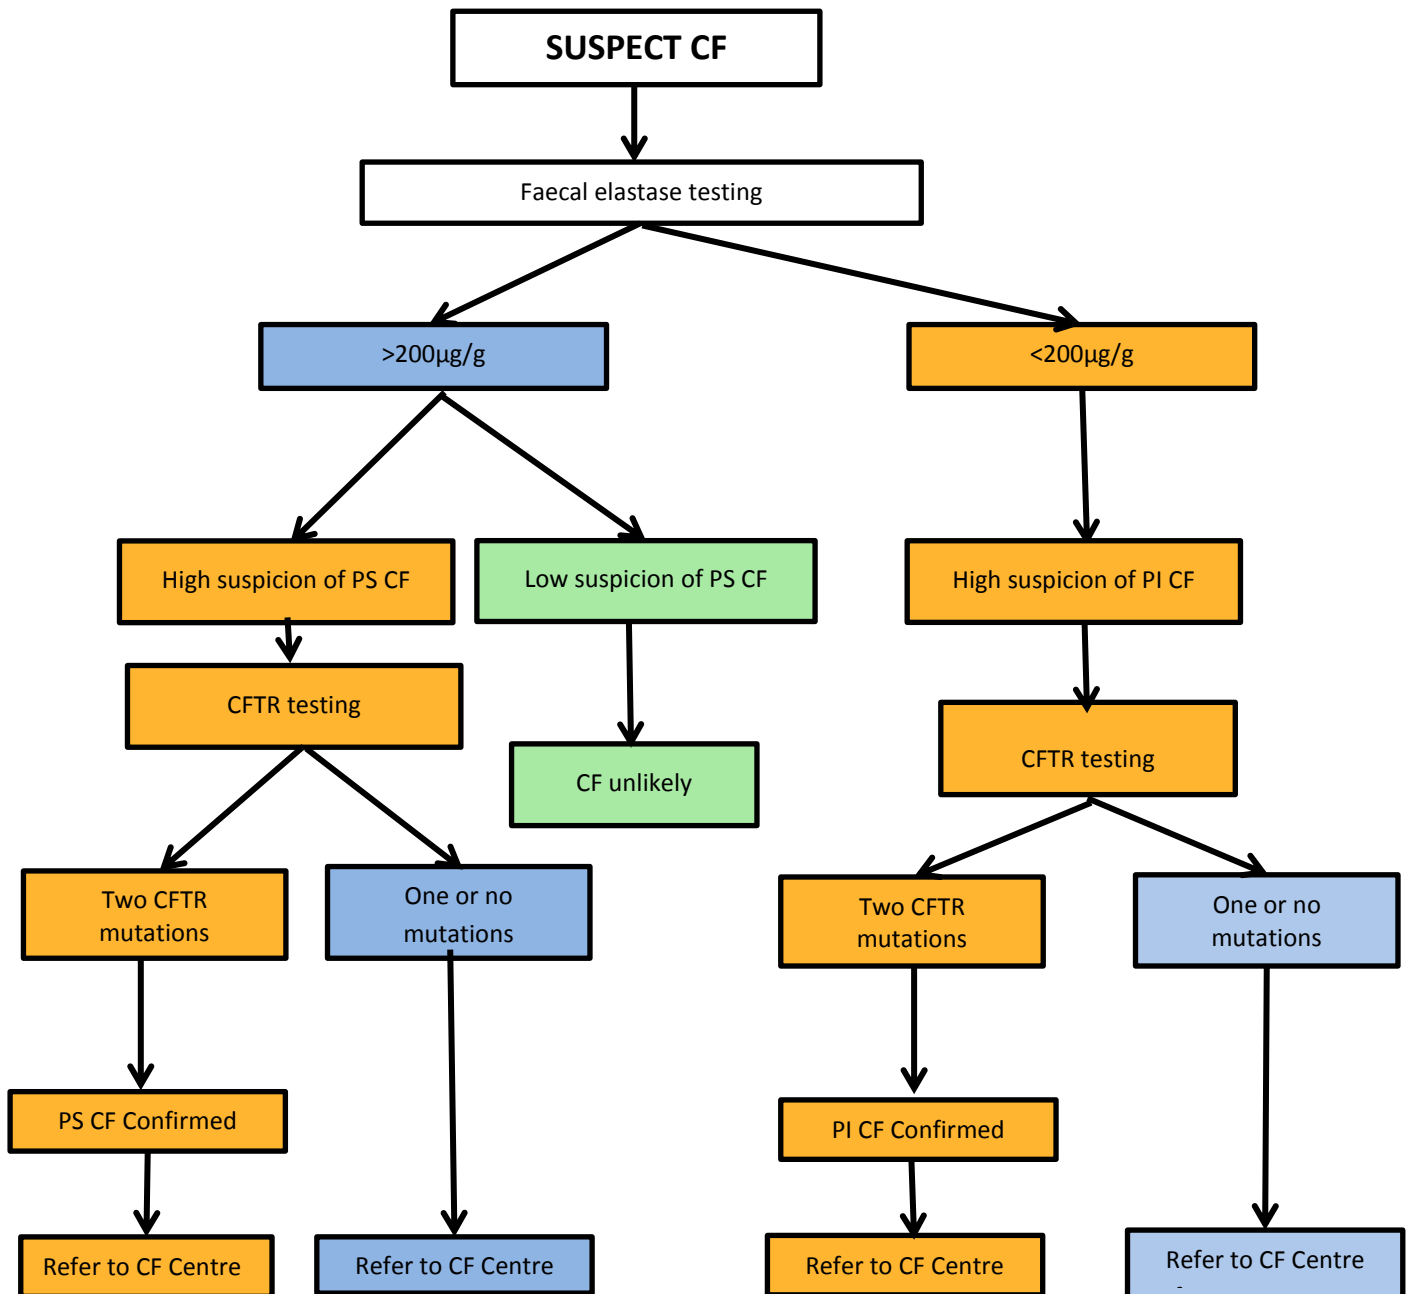 SUSPECT CF
Faecal elastase testing
>200µg/g
<200µg/g
High suspicion of PS CF
Low suspicion of PS CF
High suspicion of PI CF
CFTR testing
CF unlikely
CFTR testing
Two CFTR
mutations
One or no
mutations
Two CFTR
mutations
One or no
mutations
PS CF Confirmed
PI CF Confirmed
Refer to CF Centre
Refer to CF Centre
Refer to CF Centre
Refer to CF Centre